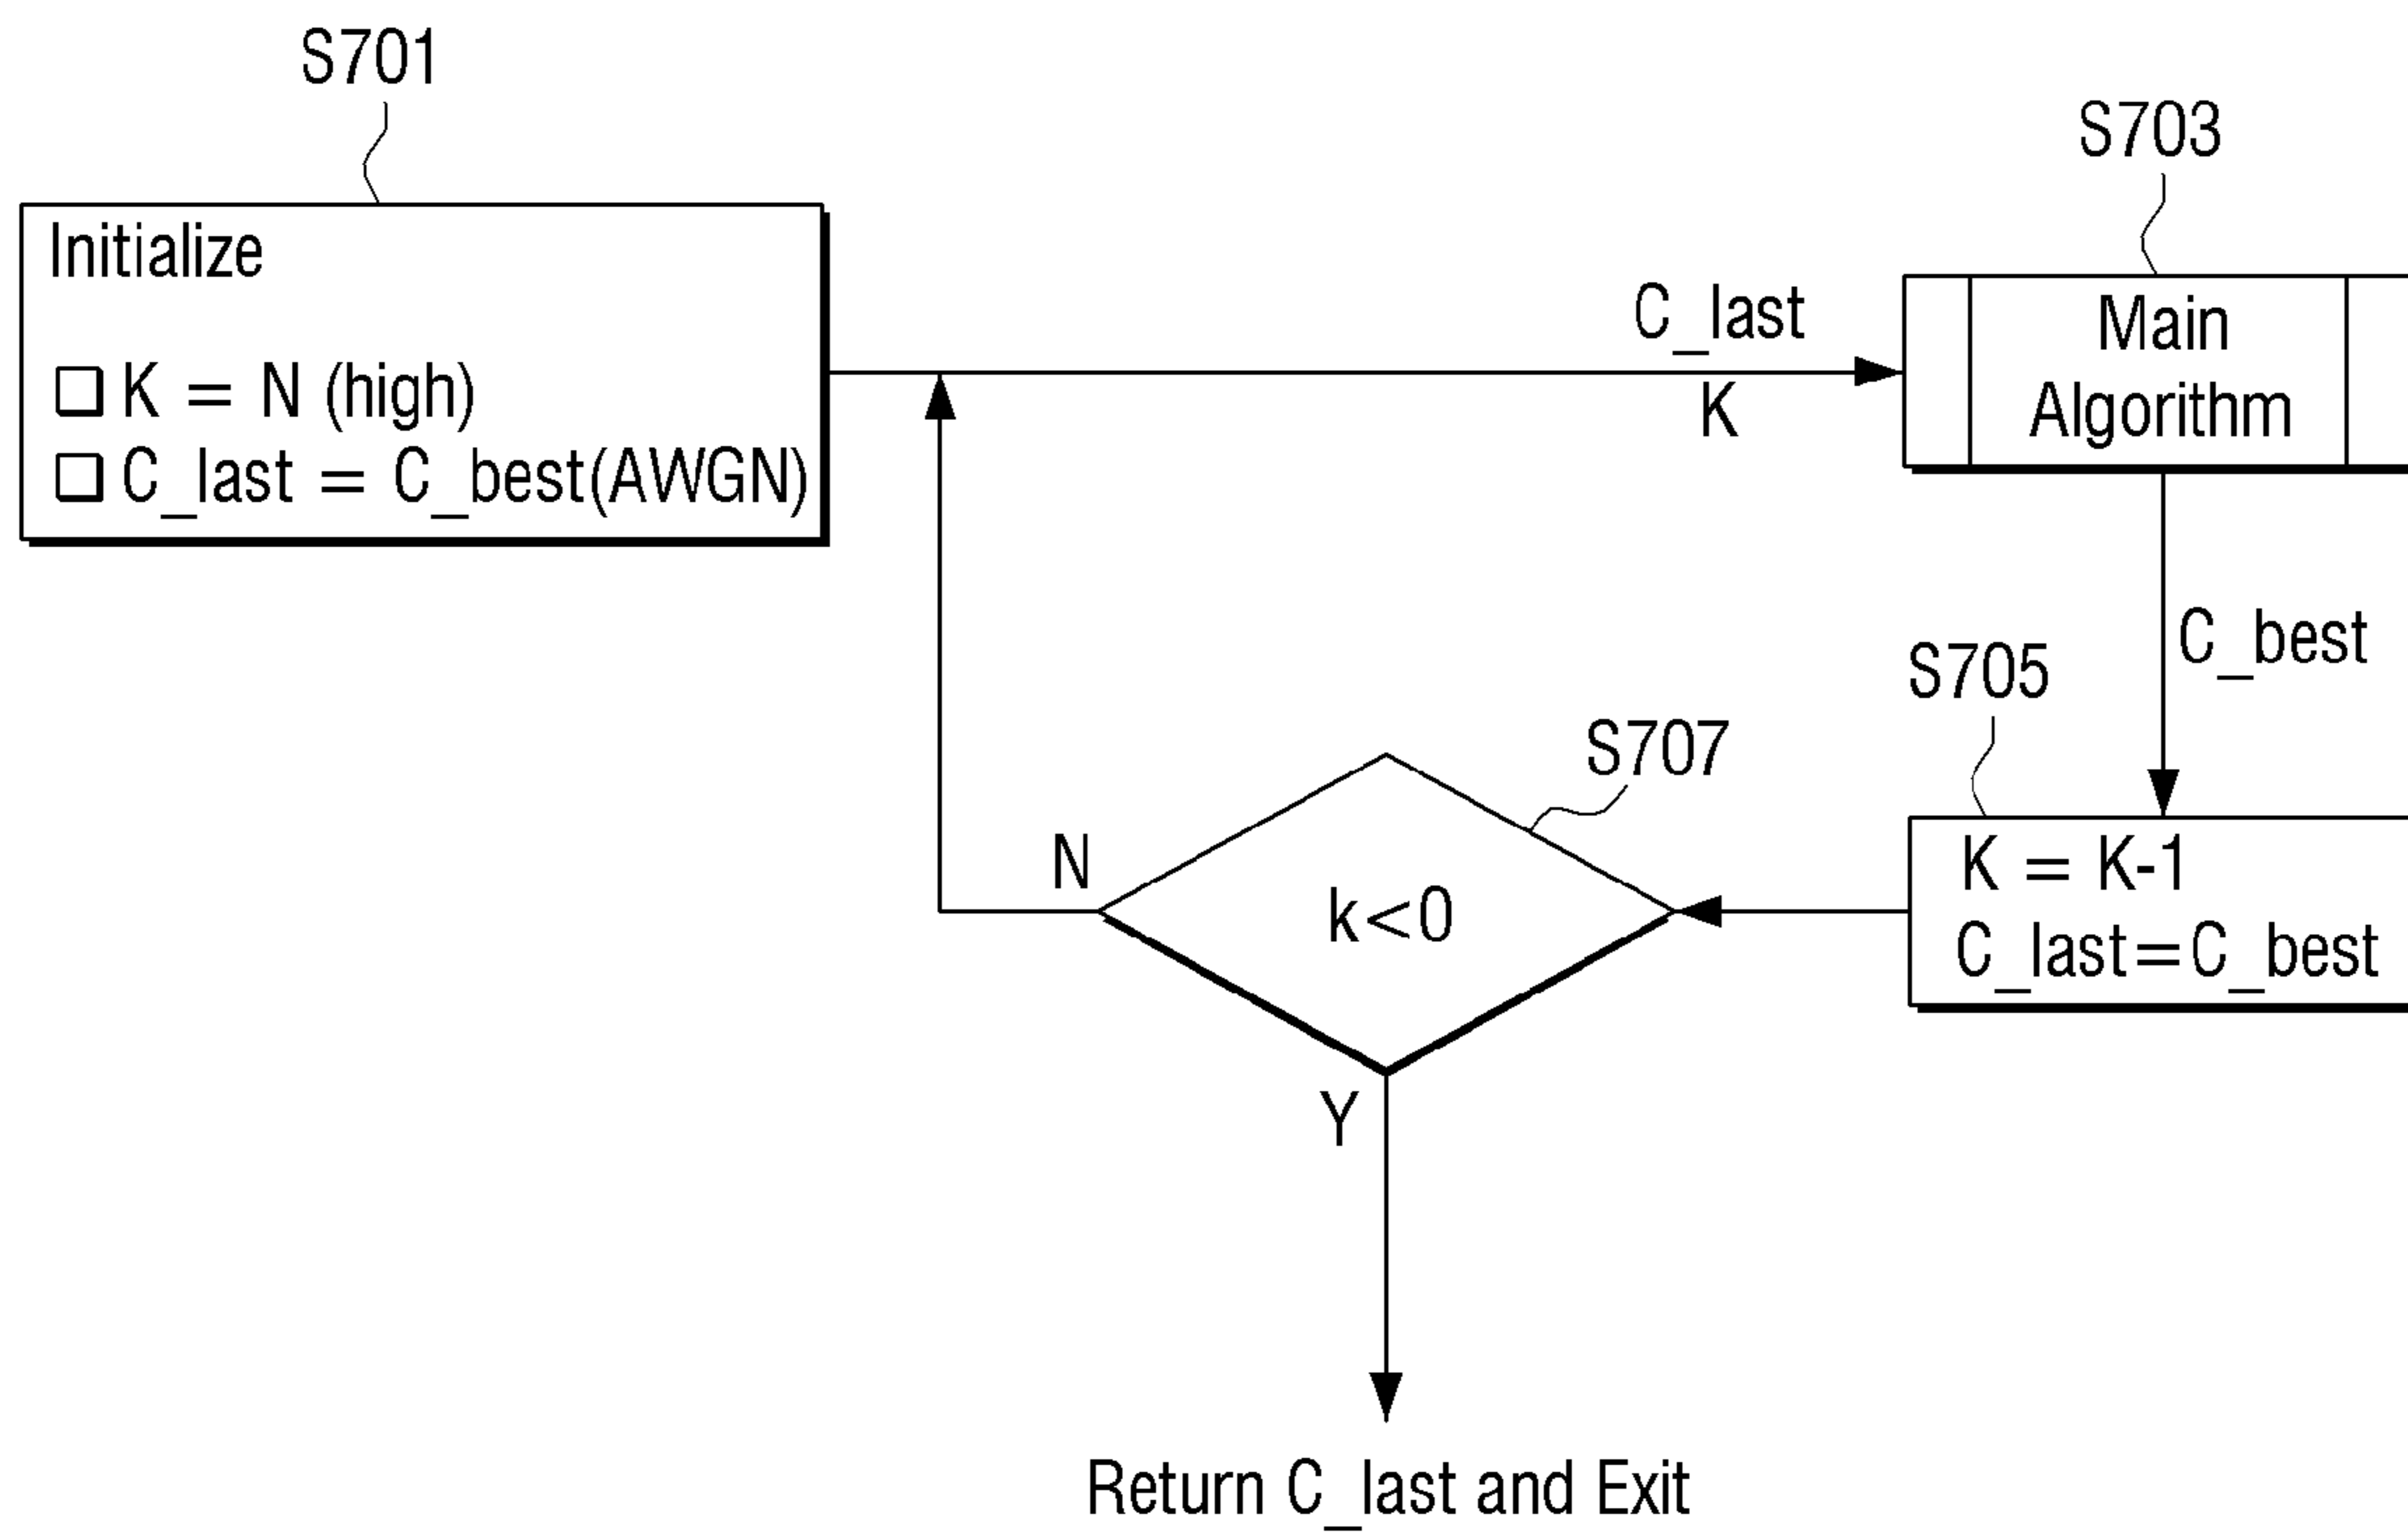 S701
Initialize
K = N (high)
C_last = C_best(AWGN)
C_last
K
S703
Main
Algorithm
C_best
S705
K = K-1
C_last=C_best
S707
k<0
N
Y
Return C_last and Exit